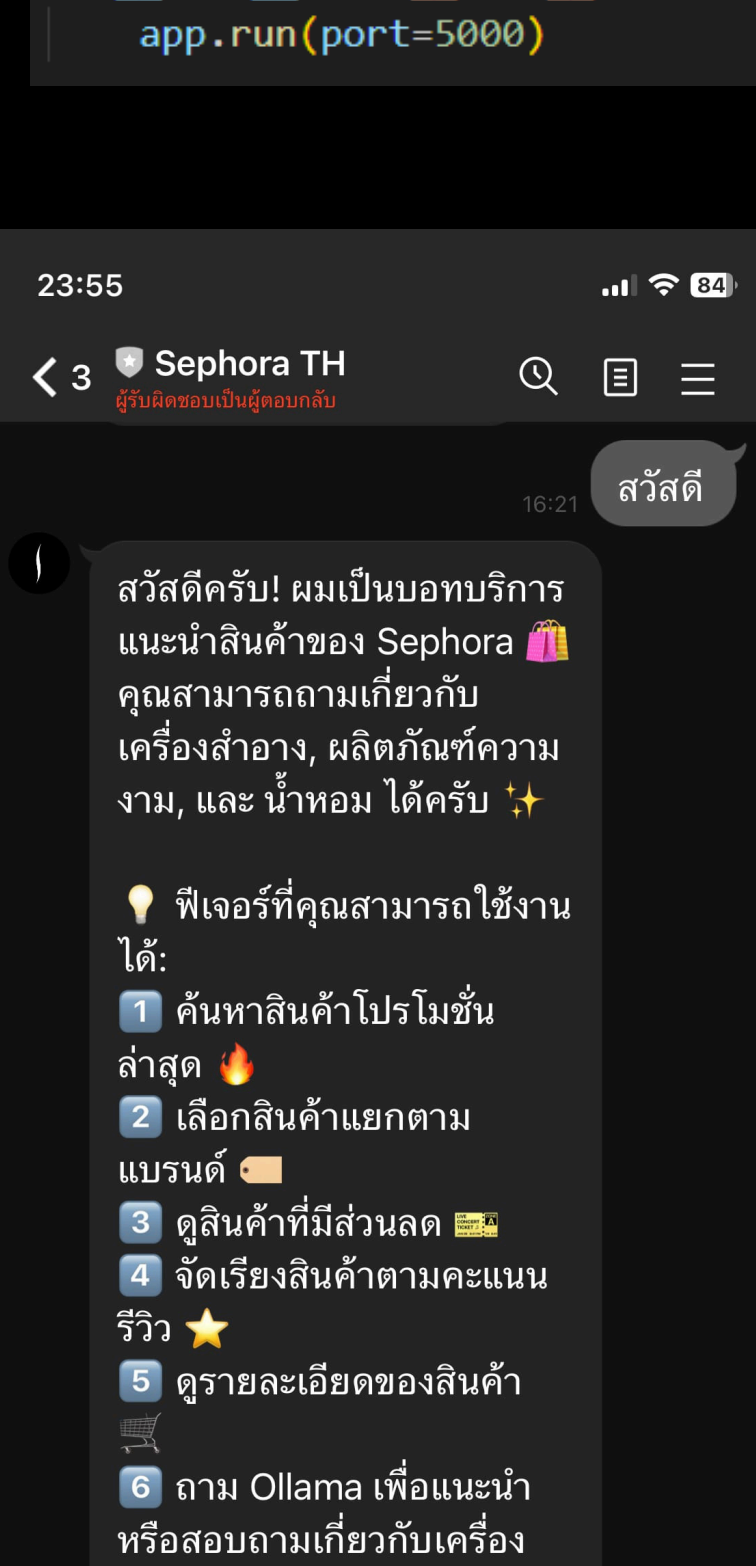 app.run(port=5000)
23:55
84
3
Sephora TH
ผู้รับผิดชอบเป็นผู้ตอบกลับ
สวัสดี
16:21
สวัสดีครับ! ผมเป็นบอทบริการ
แนะนำสินค้าของ Sephora 🛍️
คุณสามารถถามเกี่ยวกับ
เครื่องสำอาง, ผลิตภัณฑ์ความ
งาม, และ น้ำหอม ได้ครับ ✨
💡 ฟีเจอร์ที่คุณสามารถใช้งาน
ได้:
1️⃣ ค้นหาสินค้าโปรโมชั่น
ล่าสุด 🔥
2️⃣ เลือกสินค้าแยกตาม
แบรนด์ 🏷️
3️⃣ ดูสินค้าที่มีส่วนลด 🎫
4️⃣ จัดเรียงสินค้าตามคะแนน
รีวิว ⭐
5️⃣ ดูรายละเอียดของสินค้า
🛒
6️⃣ ถาม Ollama เพื่อแนะนำ
หรือสอบถามเกี่ยวกับเครื่อง